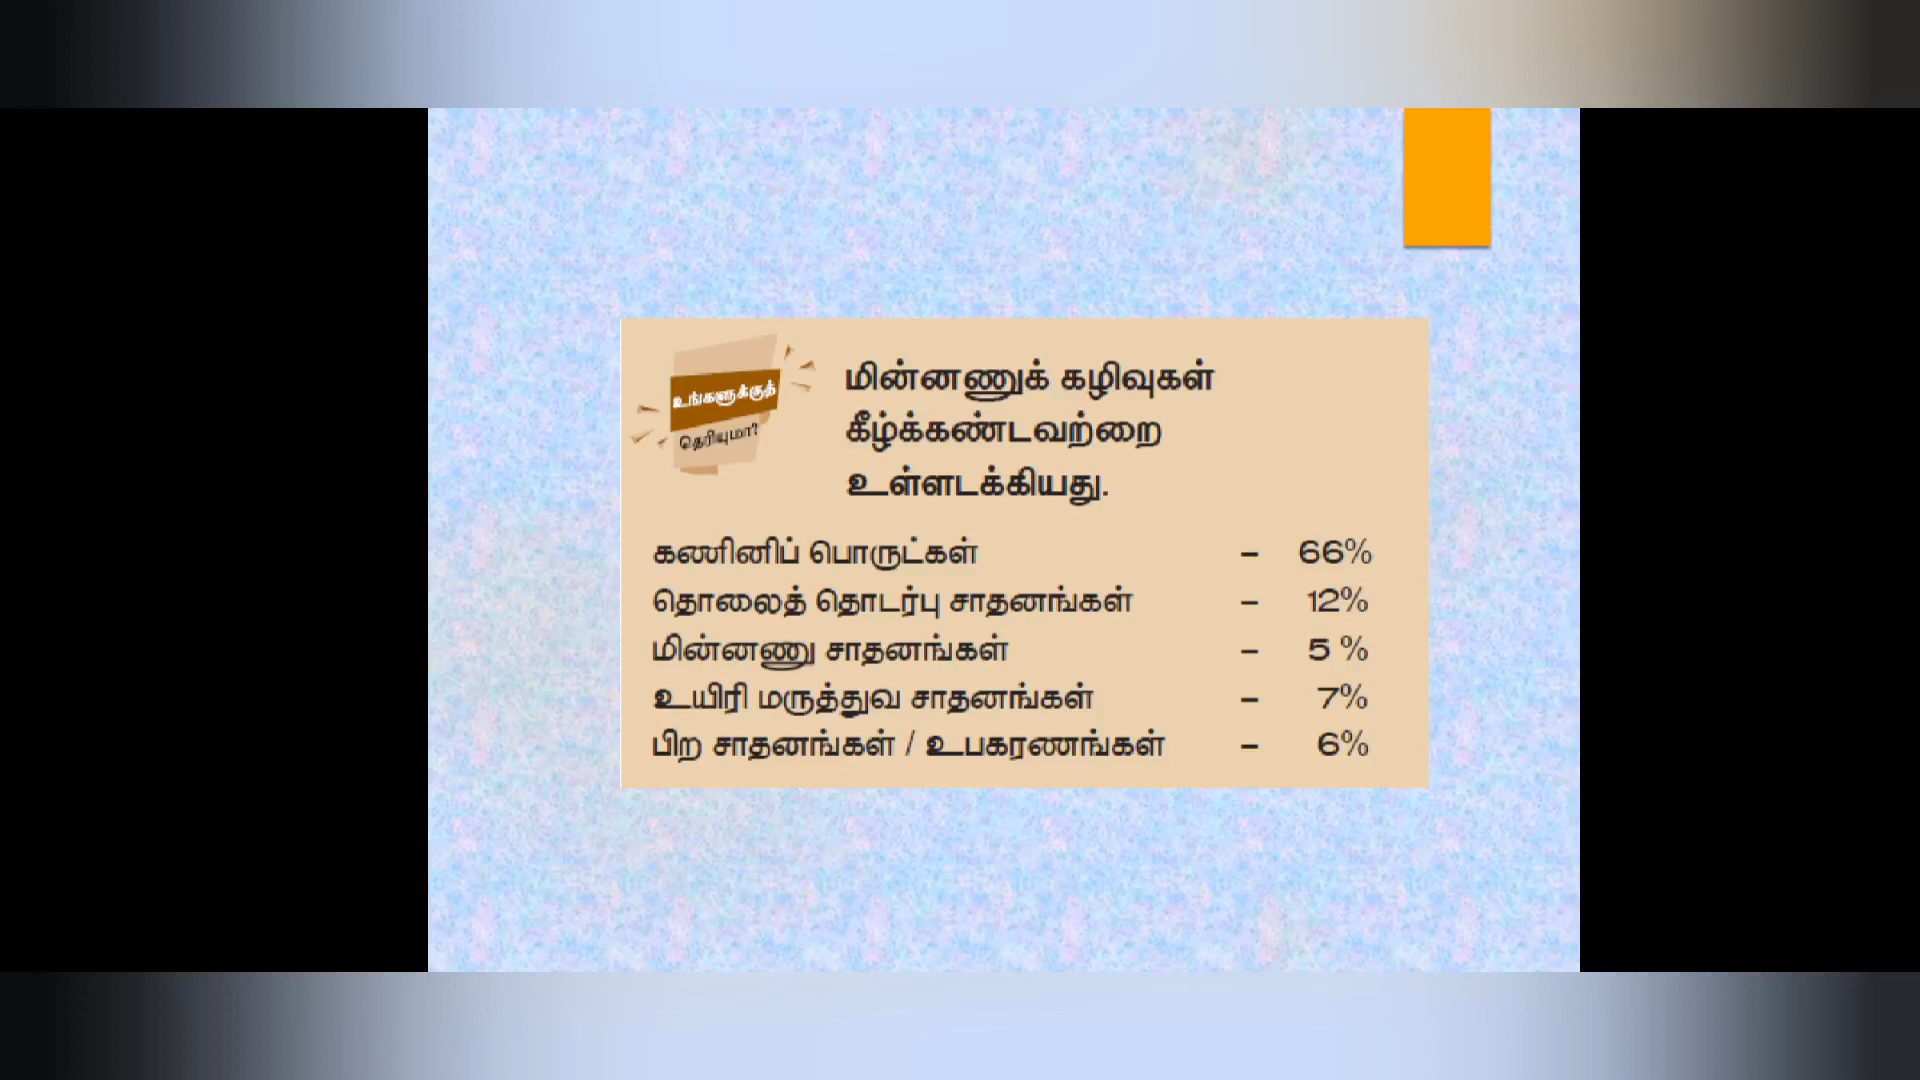 உங்களுக்குத்
தெரியுமா?
மின்னணுக் கழிவுகள்
கீழ்க்கண்டவற்றை
உள்ளடக்கியது.
கணினிப் பொருட்கள் – 66%
தொலைத் தொடர்பு சாதனங்கள் – 12%
மின்னணு சாதனங்கள் – 5 %
உயிரி மருத்துவ சாதனங்கள் – 7%
பிற சாதனங்கள் / உபகரணங்கள் – 6%